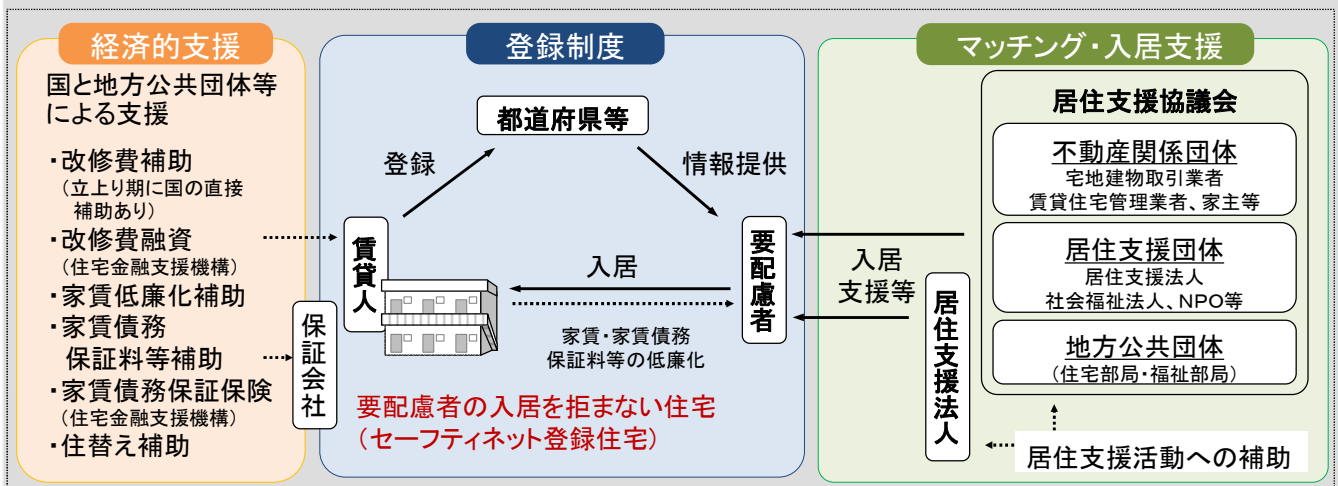 経済的支援
国と地方公共団体等
による支援
・改修費補助
(立上り期に国の直接
補助あり)
・改修費融資
(住宅金融支援機構)
・家賃低廉化補助
・家賃債務
保証料等補助
・家賃債務保証保険
(住宅金融支援機構)
・住替え補助
保証会社
登録制度
都道府県等
登録
情報提供
賃貸人
要配慮者
入居
家賃・家賃債務
保証料等の低廉化
要配慮者の入居を拒まない住宅
(セーフティネット登録住宅)
マッチング・入居支援
入居
支援等
居住支援法人
居住支援協議会
不動産関係団体
宅地建物取引業者
賃貸住宅管理業者、家主等
居住支援団体
居住支援法人
社会福祉法人、NPO等
地方公共団体
(住宅部局・福祉部局)
居住支援活動への補助